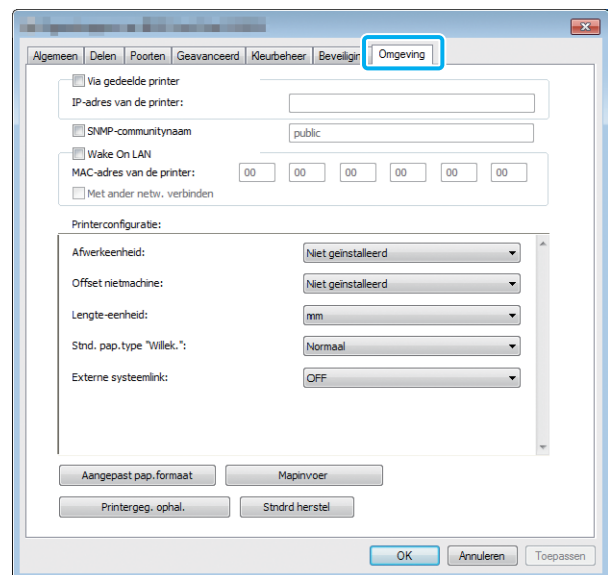 Algemeen Delen Poorten Geavanceerd Kleurbeheer Beveiligin Omgeving
Via gedeelde printer
IP-adres van de printer:
SNMP-communitynaam public
Wake On LAN
MAC-adres van de printer: 00 00 00 00 00 00
Met ander netw. verbinden
Printerconfiguratie:
Afwerkeenheid: Niet geïnstalleerd
Offset nietmachine: Niet geïnstalleerd
Lengte-eenheid: mm
Stnd. pap.type "Willek.": Normaal
Externe systeemlink: OFF
Aangepast pap.formaat Mapinvoer
Printergeg. ophal. Stndrd herstel
OK Annuleren Toepassen